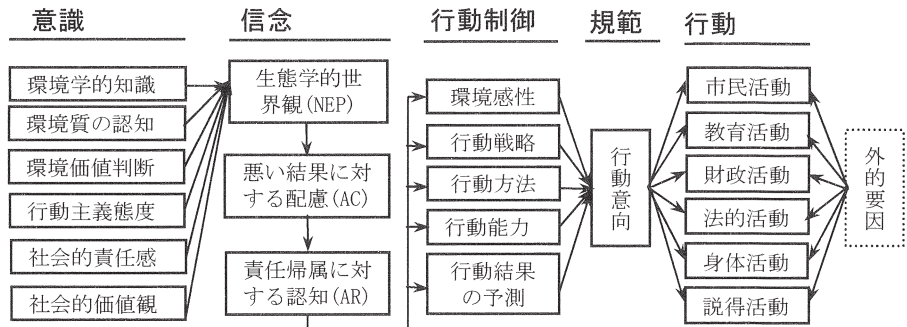 意識
信念
行動制御
規範
行動
環境学的知識
環境質の認知
環境価値判断
行動主義態度
社会的責任感
社会的価値観
生態学的世
界観(NEP)
悪い結果に対
する配慮(AC)
責任帰属に対
する認知(AR)
環境感性
行動戦略
行動方法
行動能力
行動結果
の予測
行動意向
市民活動
教育活動
財政活動
法的活動
身体活動
説得活動
外的要因